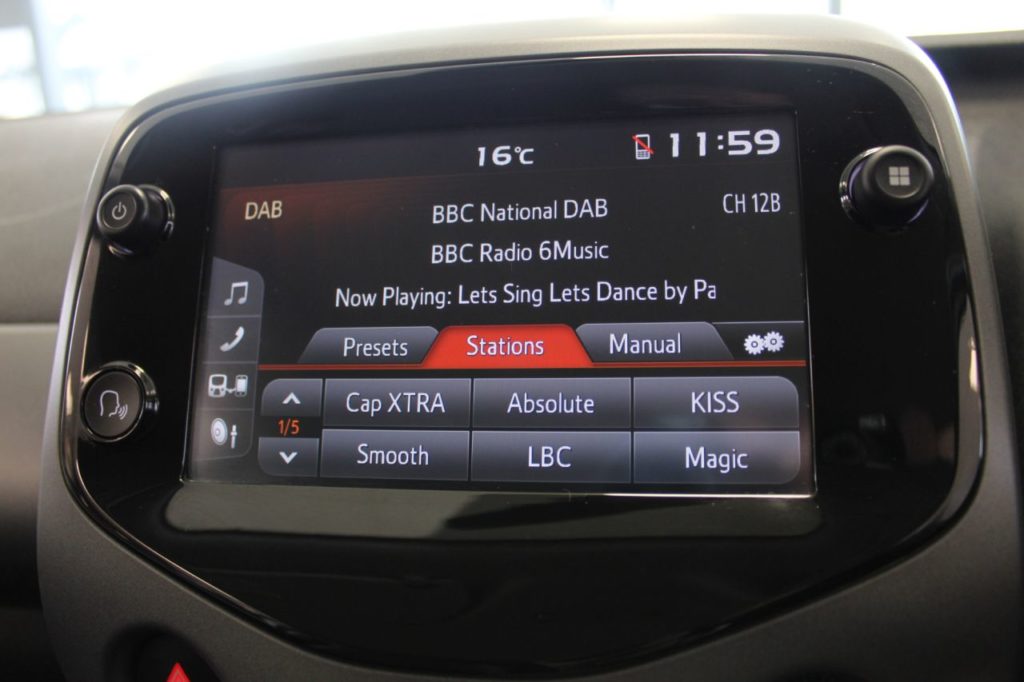 16°C 11:59
DAB BBC National DAB CH 12B
BBC Radio 6Music
Now Playing: Lets Sing Lets Dance by Pa
Presets Stations Manual
Cap XTRA Absolute KISS
1/5
Smooth LBC Magic